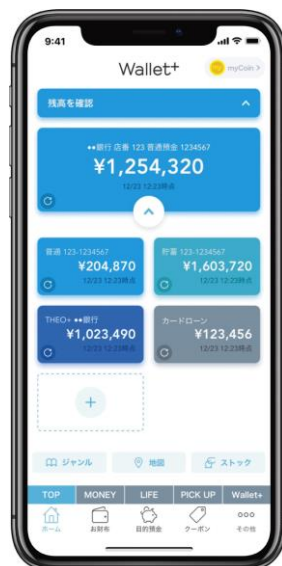 9:41
Wallet+
myCoin >
残高を確認
●●銀行 店番 123 普通預金 1234567
¥1,254,320
12/23 12:23時点
普通 123-1234567
¥204,870
12/23 12:23時点
貯蓄 123-1234567
¥1,603,720
12/23 12:23時点
THEO+ ●●銀行
¥1,023,490
12/23 12:23時点
カードローン
¥123,456
12/23 12:23時点
ジャンル
地図
ストック
TOP MONEY LIFE PICK UP Wallet+
ホーム お財布 目的預金 クーポン その他